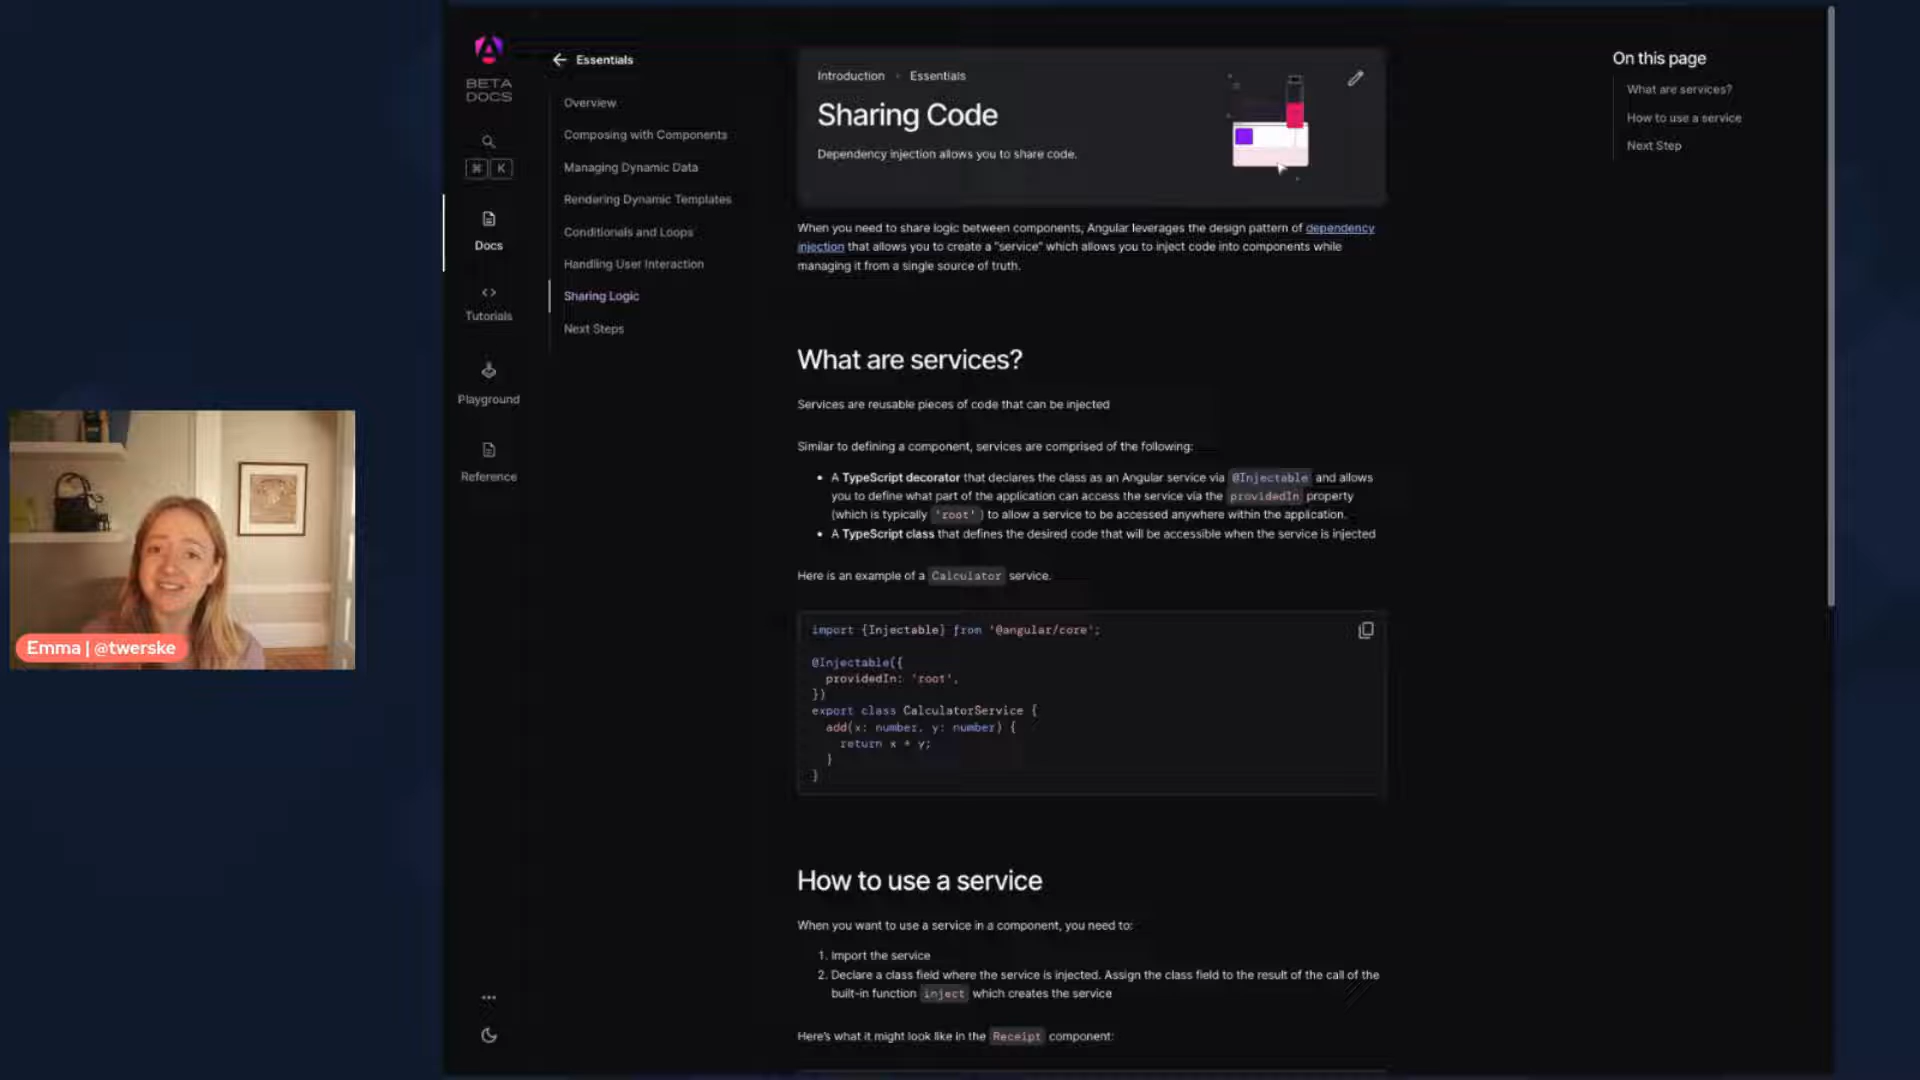 BETA
DOCS
⌘ K
Docs
Tutorials
Playground
Reference
Essentials
Overview
Composing with Components
Managing Dynamic Data
Rendering Dynamic Templates
Conditionals and Loops
Handling User Interaction
Sharing Logic
Next Steps
Introduction
Essentials
Sharing Code
Dependency injection allows you to share code.
When you need to share logic between components, Angular leverages the design pattern of dependency
injection that allows you to create a "service" which allows you to inject code into components while
managing it from a single source of truth.
What are services?
Services are reusable pieces of code that can be injected
Similar to defining a component, services are comprised of the following:
• A TypeScript decorator that declares the class as an Angular service via @Injectable and allows
you to define what part of the application can access the service via the providedIn property
(which is typically 'root' ) to allow a service to be accessed anywhere within the application.
• A TypeScript class that defines the desired code that will be accessible when the service is injected
Here is an example of a Calculator service.
import {Injectable} from '@angular/core';
@Injectable({
providedIn: 'root',
})
export class CalculatorService {
add(x: number, y: number) {
return x + y;
}
}
How to use a service
When you want to use a service in a component, you need to:
1. Import the service
2. Declare a class field where the service is injected. Assign the class field to the result of the call of the
built-in function inject which creates the service
Here's what it might look like in the Receipt component:
On this page
What are services?
How to use a service
Next Step
Emma | @twerske